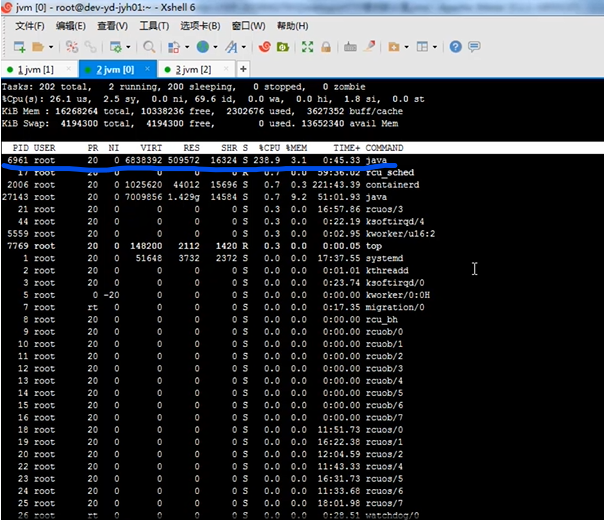 jvm [0] - root@dev-yd-jyh01:~ - Xshell 6
文件(F) 编辑(E) 查看(V) 工具(T) 选项卡(B) 窗口(W) 帮助(H)
1 jvm [1] × 2 jvm [0] × 3 jvm [2] × +
Tasks: 202 total, 2 running, 200 sleeping, 0 stopped, 0 zombie
%Cpu(s): 26.1 us, 2.5 sy, 0.0 ni, 69.6 id, 0.0 wa, 0.0 hi, 1.8 si, 0.0 st
KiB Mem : 16268264 total, 10338236 free, 2302676 used, 3627352 buff/cache
KiB Swap: 4194300 total, 4194300 free, 0 used. 13652340 avail Mem
PID USER PR NI VIRT RES SHR S %CPU %MEM TIME+ COMMAND
6961 root 20 0 6838392 509572 16324 S 238.9 3.1 0:45.33 java
17 root 20 0 0 0 0 R 0.7 0.0 59:36.02 rcu_sched
2006 root 20 0 1025620 44012 15696 S 0.7 0.3 221:43.39 containerd
27143 root 20 0 7009856 1.429g 14584 S 0.7 9.2 51:01.93 java
21 root 20 0 0 0 0 S 0.3 0.0 16:57.86 rcuos/3
44 root 20 0 0 0 0 S 0.3 0.0 0:22.19 ksoftirqd/4
5559 root 20 0 0 0 0 S 0.3 0.0 0:02.95 kworker/u16:2
7769 root 20 0 148200 2112 1420 R 0.3 0.0 0:00.05 top
1 root 20 0 51648 3732 2372 S 0.0 0.0 17:37.55 systemd
2 root 20 0 0 0 0 S 0.0 0.0 0:01.01 kthreadd
3 root 20 0 0 0 0 S 0.0 0.0 0:23.74 ksoftirqd/0
5 root 0 -20 0 0 0 S 0.0 0.0 0:00.00 kworker/0:0H
7 root rt 0 0 0 0 S 0.0 0.0 0:17.35 migration/0
8 root 20 0 0 0 0 S 0.0 0.0 0:00.00 rcu_bh
9 root 20 0 0 0 0 S 0.0 0.0 0:00.00 rcuob/0
10 root 20 0 0 0 0 S 0.0 0.0 0:00.00 rcuob/1
11 root 20 0 0 0 0 S 0.0 0.0 0:00.00 rcuob/2
12 root 20 0 0 0 0 S 0.0 0.0 0:00.00 rcuob/3
13 root 20 0 0 0 0 S 0.0 0.0 0:00.00 rcuob/4
14 root 20 0 0 0 0 S 0.0 0.0 0:00.00 rcuob/5
15 root 20 0 0 0 0 S 0.0 0.0 0:00.00 rcuob/6
16 root 20 0 0 0 0 S 0.0 0.0 0:00.00 rcuob/7
18 root 20 0 0 0 0 S 0.0 0.0 11:51.73 rcuos/0
19 root 20 0 0 0 0 S 0.0 0.0 16:22.38 rcuos/1
20 root 20 0 0 0 0 S 0.0 0.0 12:04.59 rcuos/2
22 root 20 0 0 0 0 S 0.0 0.0 11:43.33 rcuos/4
23 root 20 0 0 0 0 S 0.0 0.0 16:31.73 rcuos/5
24 root 20 0 0 0 0 S 0.0 0.0 11:33.68 rcuos/6
25 root 20 0 0 0 0 S 0.0 0.0 18:01.98 rcuos/7
26 root rt 0 0 0 0 S 0.0 0.0 0:28.51 watchdog/0